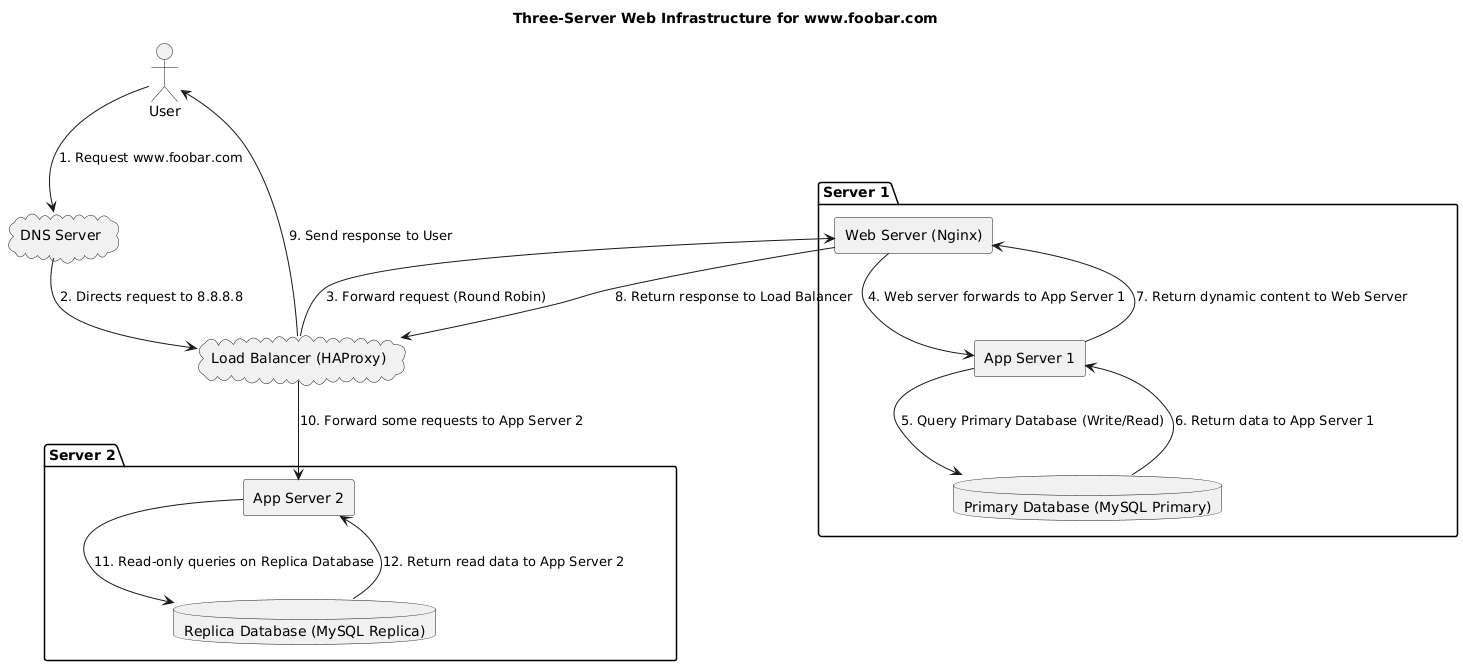 Three-Server Web Infrastructure for www.foobar.com
User
1. Request www.foobar.com
Server 1
DNS Server
9. Send response to User
Web Server (Nginx)
2. Directs request to 8.8.8.8
3. Forward request (Round Robin)
8. Return response to Load Balancer
4. Web server forwards to App Server 1
7. Return dynamic content to Web Server
Load Balancer (HAProxy)
App Server 1
10. Forward some requests to App Server 2
5. Query Primary Database (Write/Read)
6. Return data to App Server 1
Server 2
App Server 2
Primary Database (MySQL Primary)
11. Read-only queries on Replica Database
12. Return read data to App Server 2
Replica Database (MySQL Replica)